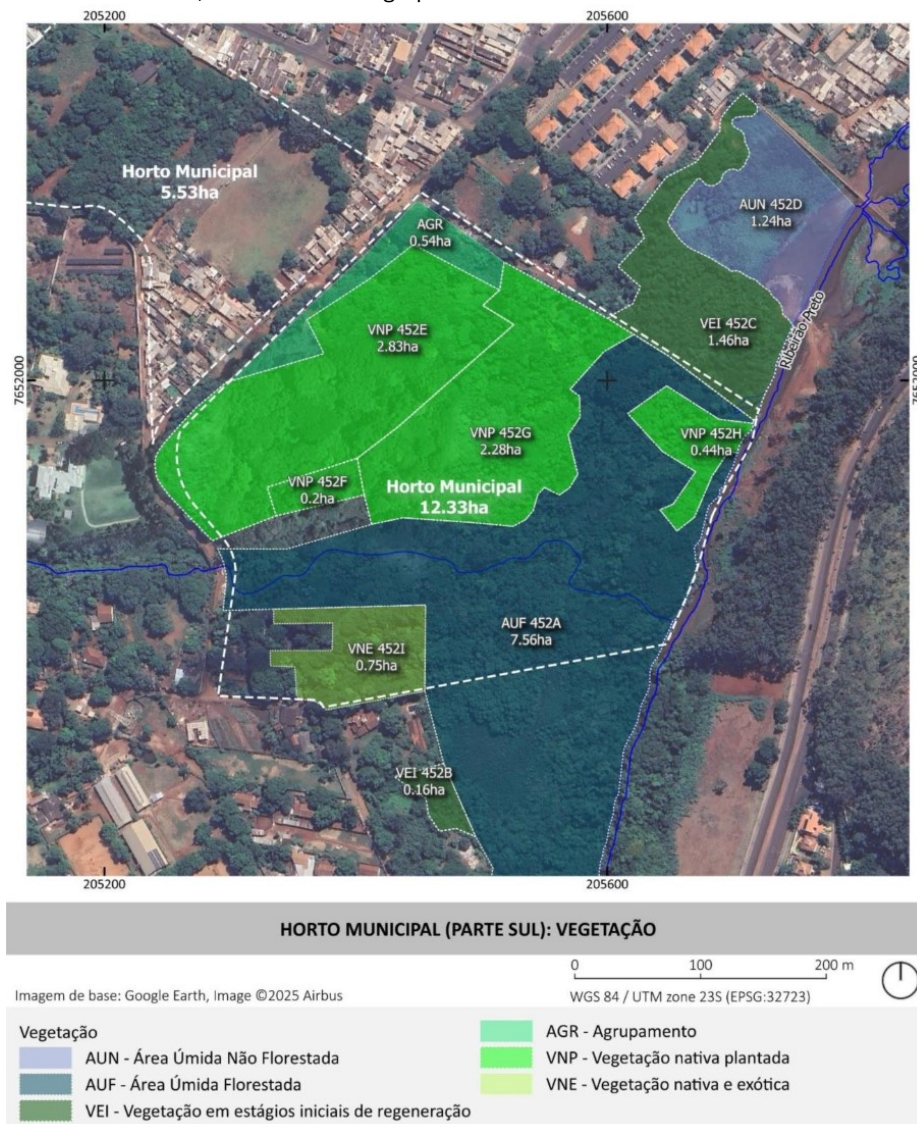 205200
205600
Horto Municipal
5.53ha
AGR
0.54ha
AUN 452D
1.24ha
VNP 452E
2.83ha
VEI 452C
1.46ha
Ribeirão Preto
7652000
7652000
VNP 452G
2.28ha
VNP 452H
0.44ha
VNP 452F
0.2ha
Horto Municipal
12.33ha
AUF 452A
7.56ha
VNE 452I
0.75ha
VEI 452B
0.16ha
205200
205600
HORTO MUNICIPAL (PARTE SUL): VEGETAÇÃO
0 100 200 m
Imagem de base: Google Earth, Image ©2025 Airbus
WGS 84 / UTM zone 23S (EPSG:32723)
Vegetação
AUN - Área Úmida Não Florestada
AUF - Área Úmida Florestada
VEI - Vegetação em estágios iniciais de regeneração
AGR - Agrupamento
VNP - Vegetação nativa plantada
VNE - Vegetação nativa e exótica